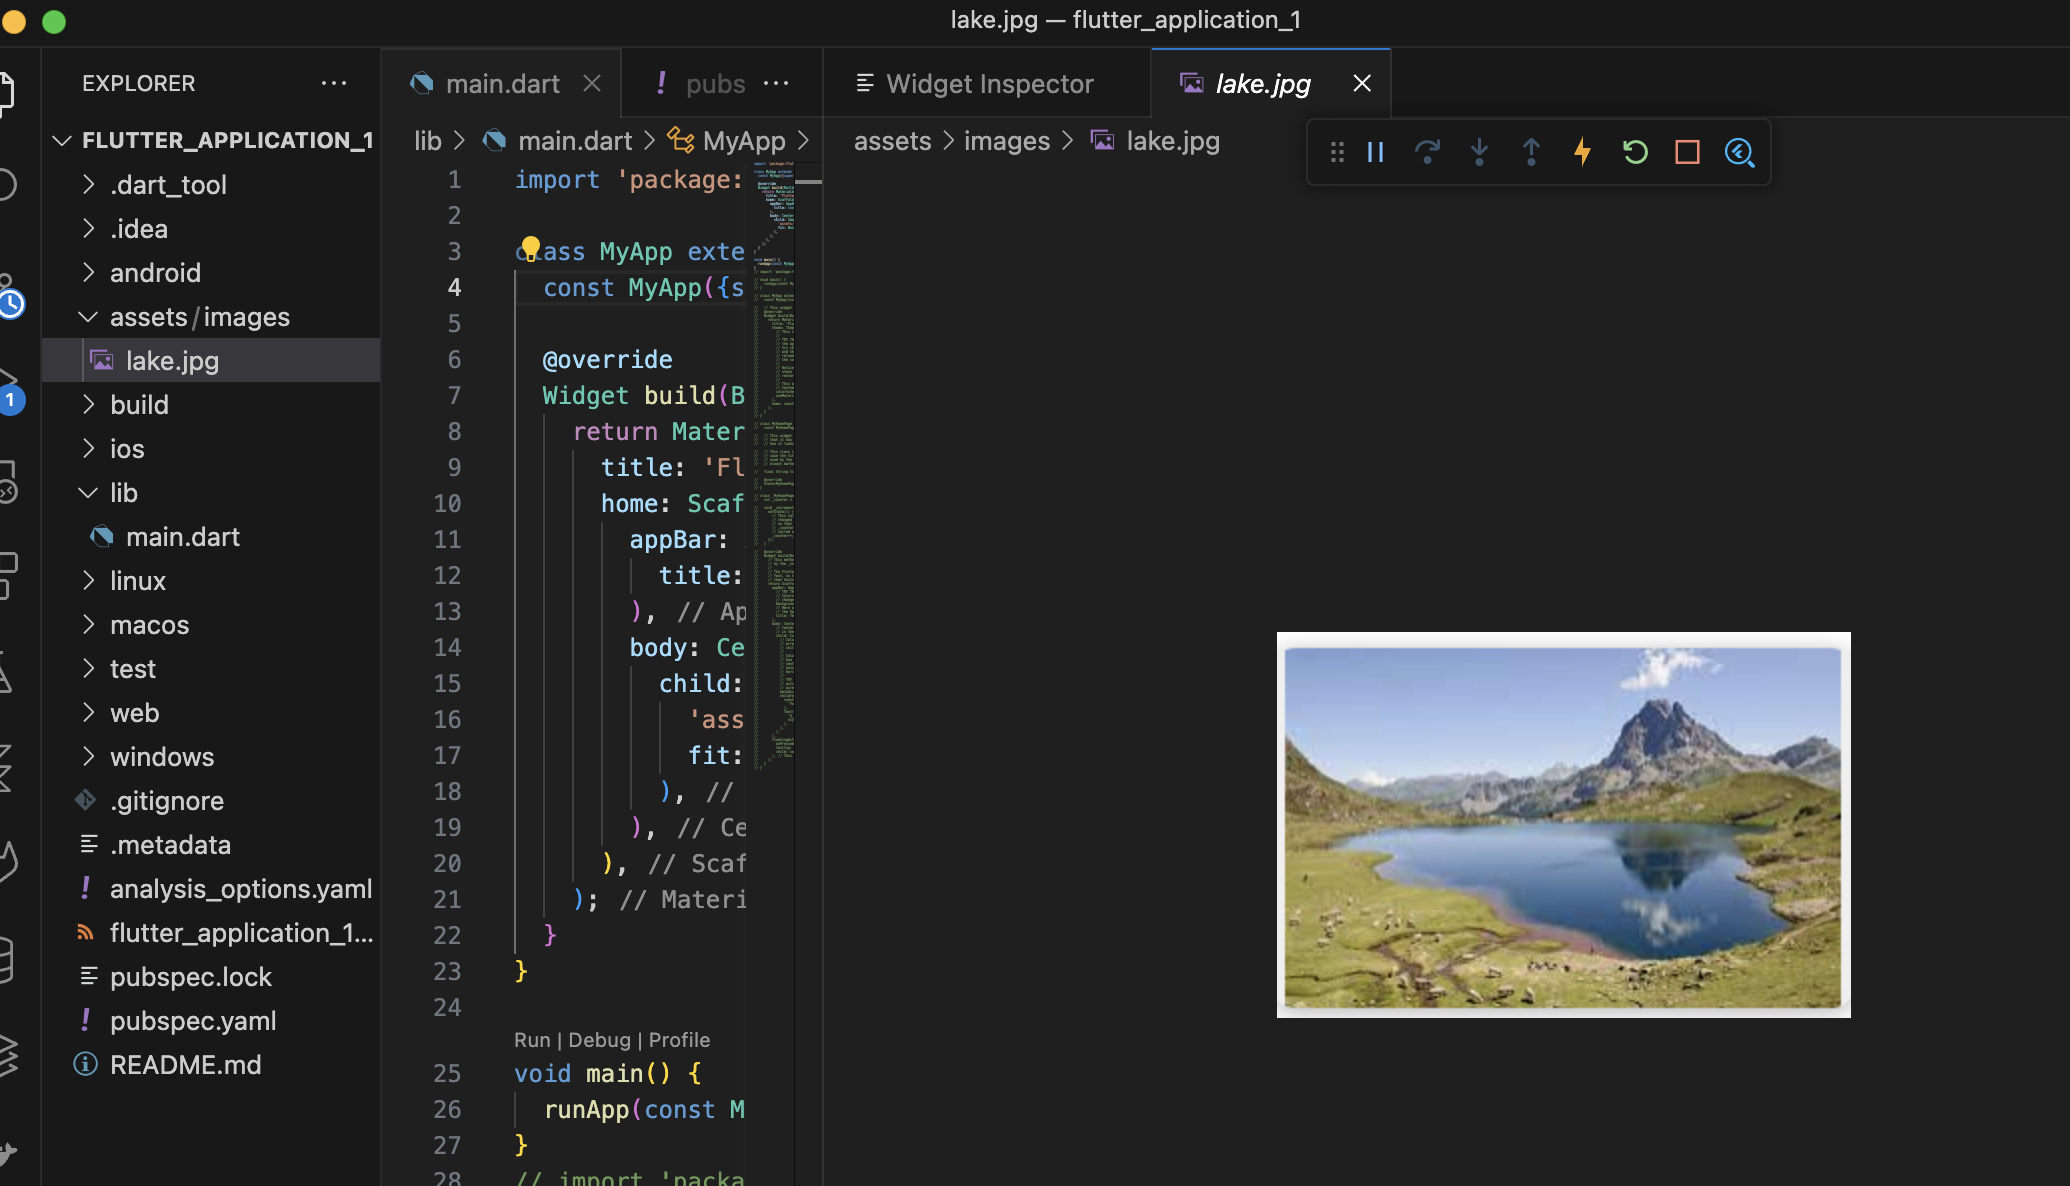 lake.jpg — flutter_application_1
EXPLORER
FLUTTER_APPLICATION_1
.dart_tool
.idea
android
assets/images
lake.jpg
build
ios
lib
main.dart
linux
macos
test
web
windows
.gitignore
.metadata
analysis_options.yaml
flutter_application_1...
pubspec.lock
pubspec.yaml
README.md
1
main.dart
! pubs ...
lib > main.dart > MyApp >
1 import 'package:
2
3 class MyApp exte
4 const MyApp({s
5
6 @override
7 Widget build(B
8 return Mater
9 title: 'Fl
10 home: Scaf
11 appBar:
12 title:
13 ), // Ap
14 body: Ce
15 child:
16 'ass
17 fit:
18 ), //
19 ), // Ce
20 ), // Scaf
21 ); // Materi
22 }
23 }
24
Run | Debug | Profile
25 void main() {
26 runApp(const M
27 }
28 // import 'packa
Widget Inspector
lake.jpg
assets > images > lake.jpg